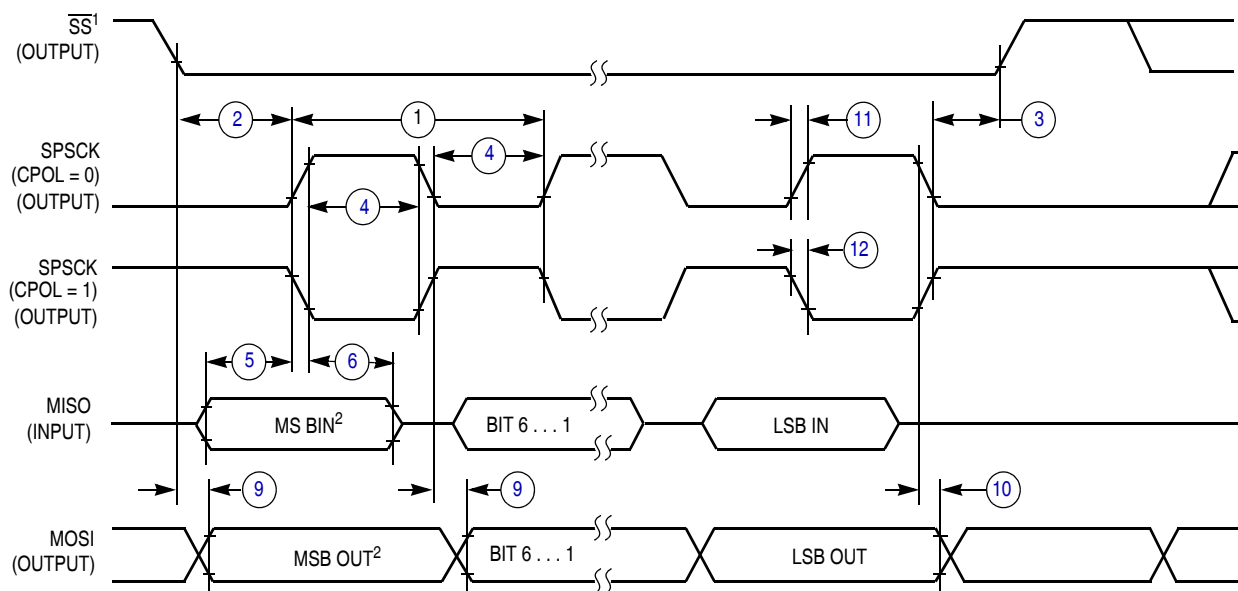 SS¹
(OUTPUT)
2
1
11
3
SPSCK
(CPOL = 0)
(OUTPUT)
4
4
12
SPSCK
(CPOL = 1)
(OUTPUT)
5
6
MISO
(INPUT)
MS BIN²
BIT 6 . . . 1
LSB IN
9
9
10
MOSI
(OUTPUT)
MSB OUT²
BIT 6 . . . 1
LSB OUT